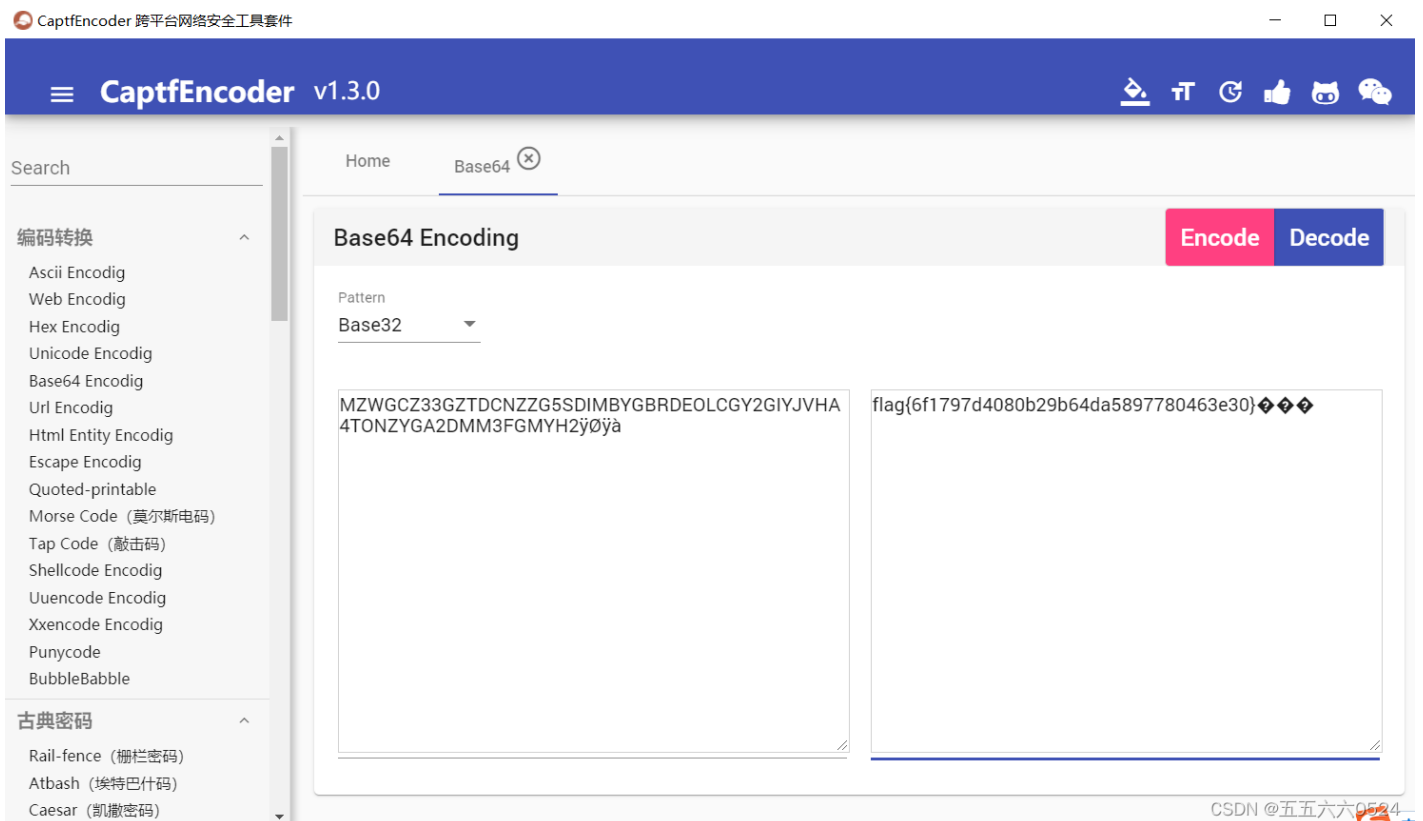 CaptfEncoder 跨平台网络安全工具套件
CaptfEncoder v1.3.0
Search
编码转换
Ascii Encodig
Web Encodig
Hex Encodig
Unicode Encodig
Base64 Encodig
Url Encodig
Html Entity Encodig
Escape Encodig
Quoted-printable
Morse Code（莫尔斯电码）
Tap Code（敲击码）
Shellcode Encodig
Uuencode Encodig
Xxencode Encodig
Punycode
BubbleBabble
古典密码
Rail-fence（栅栏密码）
Atbash（埃特巴什码）
Caesar（凯撒密码）
Home
Base64
Base64 Encoding
Encode
Decode
Pattern
Base32
MZWGCZ33GZTDCNZZG5SDIMBYGBRDEOLCGY2GIYJVHA
4TONZYGA2DMM3FGMYH2ÿØÿà
flag{6f1797d4080b29b64da5897780463e30}���
CSDN @五五六六0524